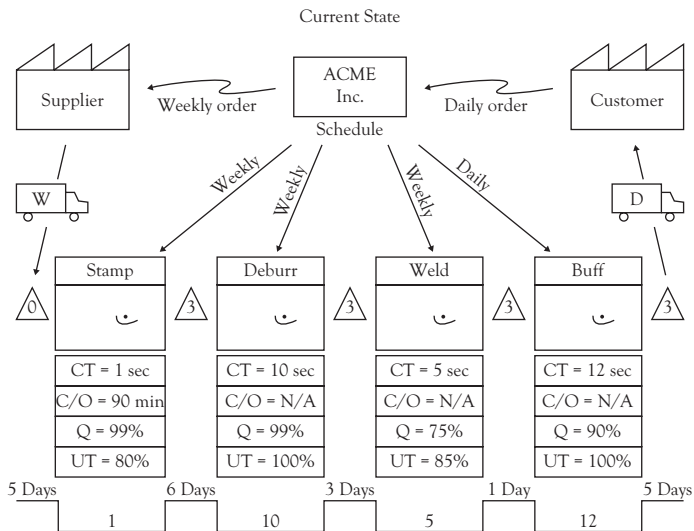 Current State
Supplier
Weekly order
ACME
Inc.
Schedule
Daily order
Customer
W
Weekly
Weekly
Weekly
Daily
D
0
Stamp
3
Deburr
3
Weld
3
Buff
3
CT = 1 sec
C/O = 90 min
Q = 99%
UT = 80%
CT = 10 sec
C/O = N/A
Q = 99%
UT = 100%
CT = 5 sec
C/O = N/A
Q = 75%
UT = 85%
CT = 12 sec
C/O = N/A
Q = 90%
UT = 100%
5 Days
6 Days
3 Days
1 Day
5 Days
1
10
5
12